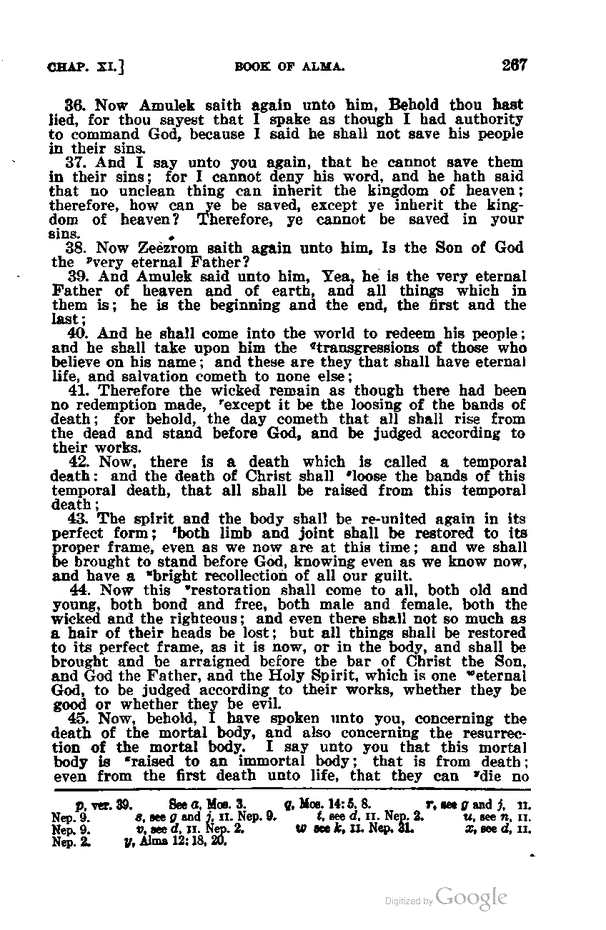 CHAP. XI.] BOOK OF ALMA. 267
36. Now Amulek saith again unto him, Behold thou hast
lied, for thou sayest that I spake as though I had authority
to command God, because I said he shall not save his people
in their sins.
37. And I say unto you again, that he cannot save them
in their sins; for I cannot deny his word, and he hath said
that no unclean thing can inherit the kingdom of heaven;
therefore, how can ye be saved, except ye inherit the king-
dom of heaven? Therefore, ye cannot be saved in your
sins.
38. Now Zeezrom saith again unto him, Is the Son of God
the ᵖvery eternal Father?
39. And Amulek said unto him, Yea, he is the very eternal
Father of heaven and of earth, and all things which in
them is; he is the beginning and the end, the first and the
last;
40. And he shall come into the world to redeem his people;
and he shall take upon him the qtransgressions of those who
believe on his name; and these are they that shall have eternal
life, and salvation cometh to none else;
41. Therefore the wicked remain as though there had been
no redemption made, ʳexcept it be the loosing of the bands of
death; for behold, the day cometh that all shall rise from
the dead and stand before God, and be judged according to
their works.
42. Now, there is a death which is called a temporal
death: and the death of Christ shall ˢloose the bands of this
temporal death, that all shall be raised from this temporal
death;
43. The spirit and the body shall be re-united again in its
perfect form; ᵗboth limb and joint shall be restored to its
proper frame, even as we now are at this time; and we shall
be brought to stand before God, knowing even as we know now,
and have a ᵘbright recollection of all our guilt.
44. Now this ᵛrestoration shall come to all, both old and
young, both bond and free, both male and female, both the
wicked and the righteous; and even there shall not so much as
a hair of their heads be lost; but all things shall be restored
to its perfect frame, as it is now, or in the body, and shall be
brought and be arraigned before the bar of Christ the Son,
and God the Father, and the Holy Spirit, which is one ʷeternal
God, to be judged according to their works, whether they be
good or whether they be evil.
45. Now, behold, I have spoken unto you, concerning the
death of the mortal body, and also concerning the resurrec-
tion of the mortal body. I say unto you that this mortal
body is ˣraised to an immortal body; that is from death;
even from the first death unto life, that they can ʸdie no
p, ver. 39. See a, Mos. 3. q, Mos. 14: 5, 8. r, see g and j, II.
Nep. 9. s, see g and j, II. Nep. 9. t, see d, II. Nep. 2. u, see n, II.
Nep. 9. v, see d, II. Nep. 2. w see k, II. Nep. 31. x, see d, II.
Nep. 2. y, Alma 12: 18, 20.
Digitized by Google